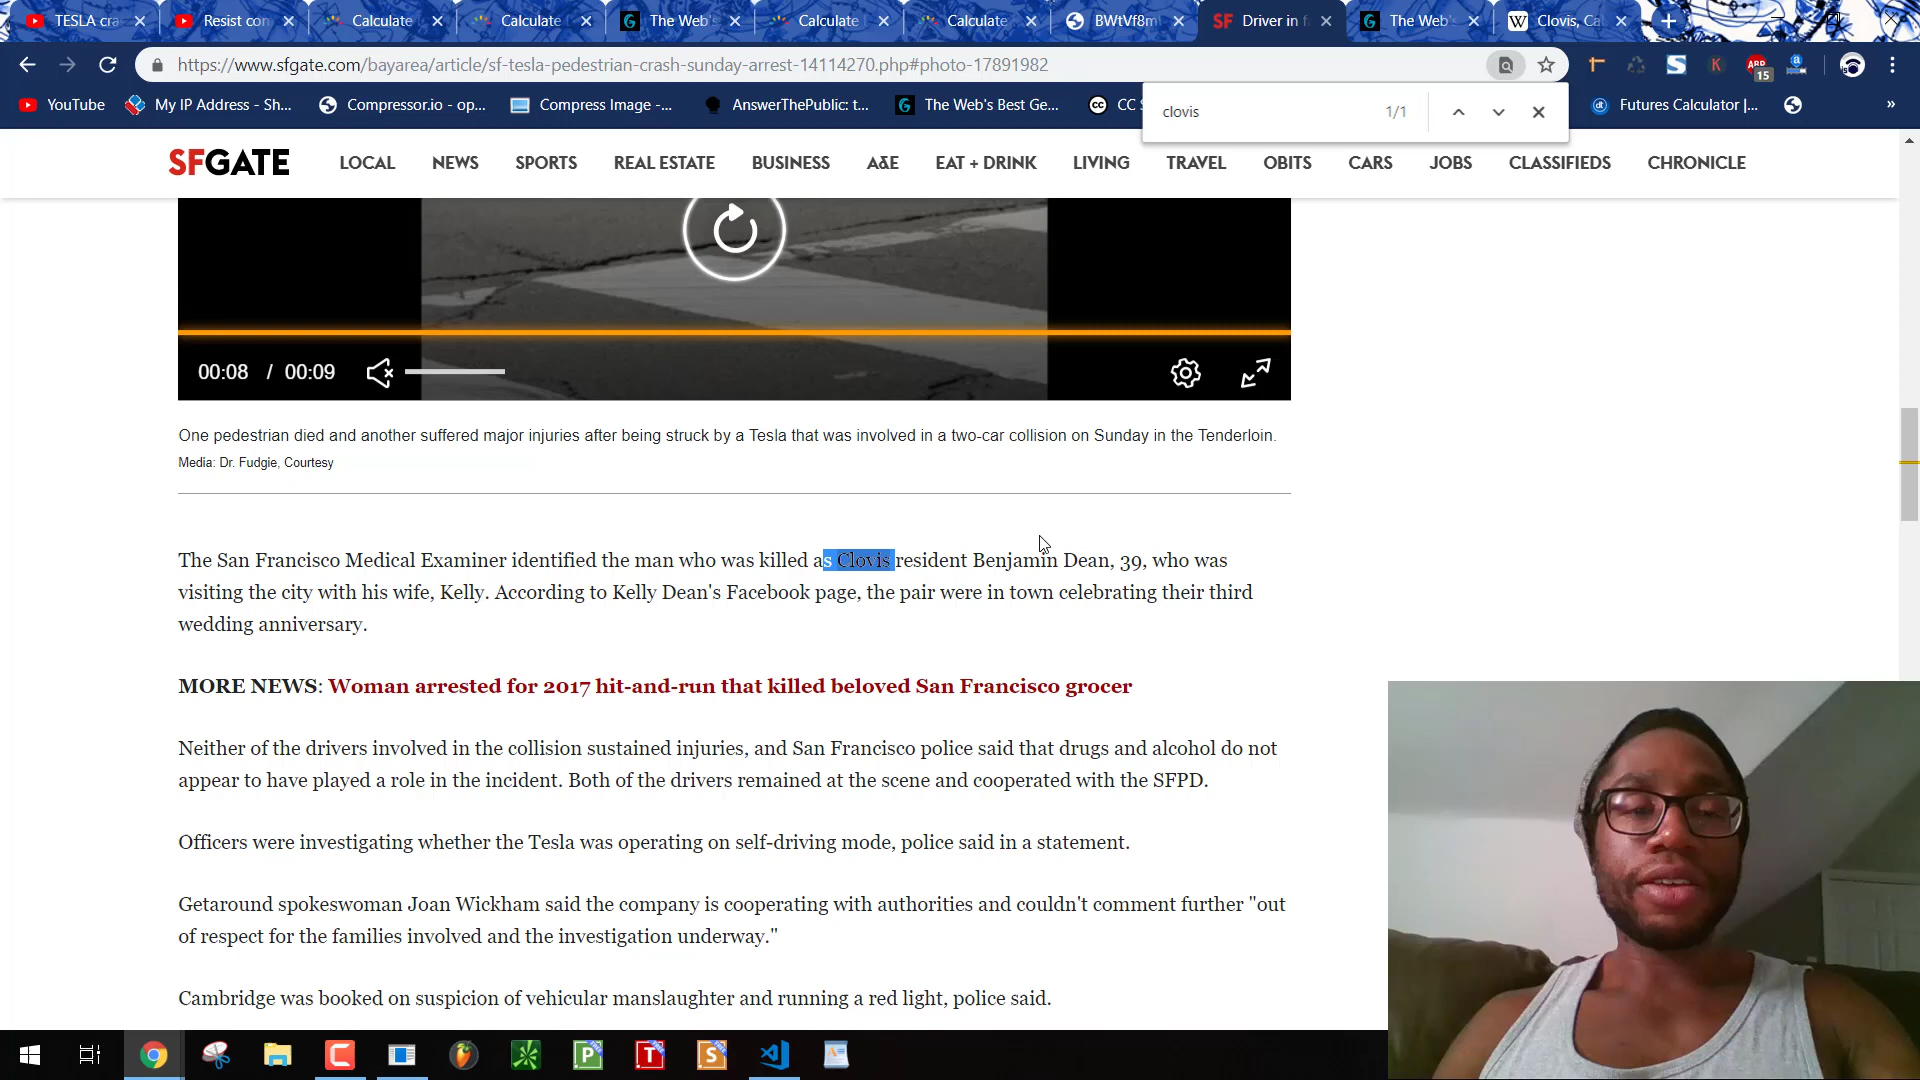 TESLA cra
Resist con
Calculate
Calculate
The Web's
Calculate
Calculate
BWtVf8m
Driver in f
The Web's
Clovis, Ca
https://www.sfgate.com/bayarea/article/sf-tesla-pedestrian-crash-sunday-arrest-14114270.php#photo-17891982
15
YouTube
My IP Address - Sh...
Compressor.io - op...
Compress Image -...
AnswerThePublic: t...
The Web's Best Ge...
CC S
Futures Calculator |...
»
clovis 1/1
SFGATE LOCAL NEWS SPORTS REAL ESTATE BUSINESS A&E EAT + DRINK LIVING TRAVEL OBITS CARS JOBS CLASSIFIEDS CHRONICLE
00:08 / 00:09
One pedestrian died and another suffered major injuries after being struck by a Tesla that was involved in a two-car collision on Sunday in the Tenderloin.
Media: Dr. Fudgie, Courtesy
The San Francisco Medical Examiner identified the man who was killed as Clovis resident Benjamin Dean, 39, who was
visiting the city with his wife, Kelly. According to Kelly Dean's Facebook page, the pair were in town celebrating their third
wedding anniversary.
MORE NEWS: Woman arrested for 2017 hit-and-run that killed beloved San Francisco grocer
Neither of the drivers involved in the collision sustained injuries, and San Francisco police said that drugs and alcohol do not
appear to have played a role in the incident. Both of the drivers remained at the scene and cooperated with the SFPD.
Officers were investigating whether the Tesla was operating on self-driving mode, police said in a statement.
Getaround spokeswoman Joan Wickham said the company is cooperating with authorities and couldn't comment further "out
of respect for the families involved and the investigation underway."
Cambridge was booked on suspicion of vehicular manslaughter and running a red light, police said.